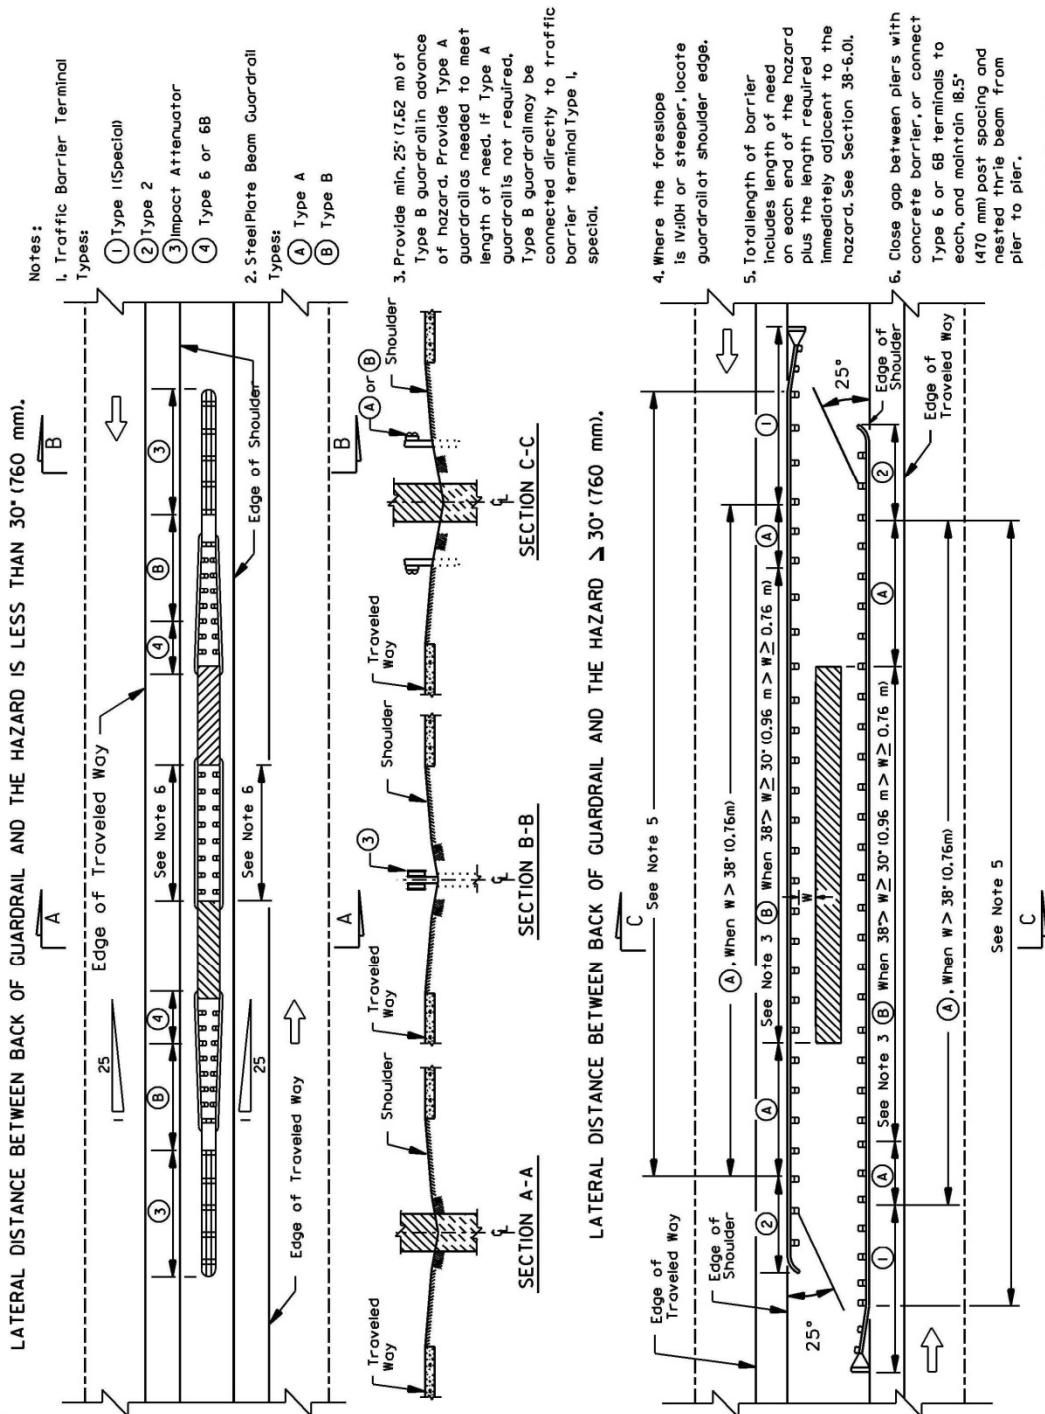 LATERAL DISTANCE BETWEEN BACK OF GUARDRAIL AND THE HAZARD IS LESS THAN 30" (760 mm).
A
B
Edge of Traveled Way
25
1
3
B
4
See Note 6
4
B
3
See Note 6
25
1
Edge of Shoulder
Edge of Traveled Way
A
B
Traveled Way
Shoulder
SECTION A-A
Traveled Way
3
Shoulder
SECTION B-B
Traveled Way
A or B
Shoulder
SECTION C-C
LATERAL DISTANCE BETWEEN BACK OF GUARDRAIL AND THE HAZARD ≥ 30" (760 mm).
C
See Note 5
A, When W > 38" (0.76m)
Edge of Traveled Way
Edge of Shoulder
2
A
See Note 3 B When 38"> W ≥ 30" (0.96 m > W ≥ 0.76 m)
A
1
25°
W
25°
1
A
See Note 3 B When 38"> W ≥ 30" (0.96 m > W ≥ 0.76 m)
A
2
Edge of Shoulder
Edge of Traveled Way
A, When W > 38" (0.76m)
See Note 5
C
Notes:
1. Traffic Barrier Terminal
Types:
1 Type 1(Special)
2 Type 2
3 Impact Attenuator
4 Type 6 or 6B
2. Steel Plate Beam Guardrail
Types:
A Type A
B Type B
3. Provide min. 25' (7.62 m) of
Type B guardrail in advance
of hazard. Provide Type A
guardrail as needed to meet
length of need. If Type A
guardrail is not required,
Type B guardrail may be
connected directly to traffic
barrier terminal type 1,
special.
4. Where the foreslope
is 1V:10H or steeper, locate
guardrail at shoulder edge.
5. Total length of barrier
includes length of need
on each end of the hazard
plus the length required
immediately adjacent to the
hazard. See Section 38-6.01.
6. Close gap between piers with
concrete barrier, or connect
Type 6 or 6B terminals to
each, and maintain 18.5"
(470 mm) post spacing and
nested thrie beam from
pier to pier.